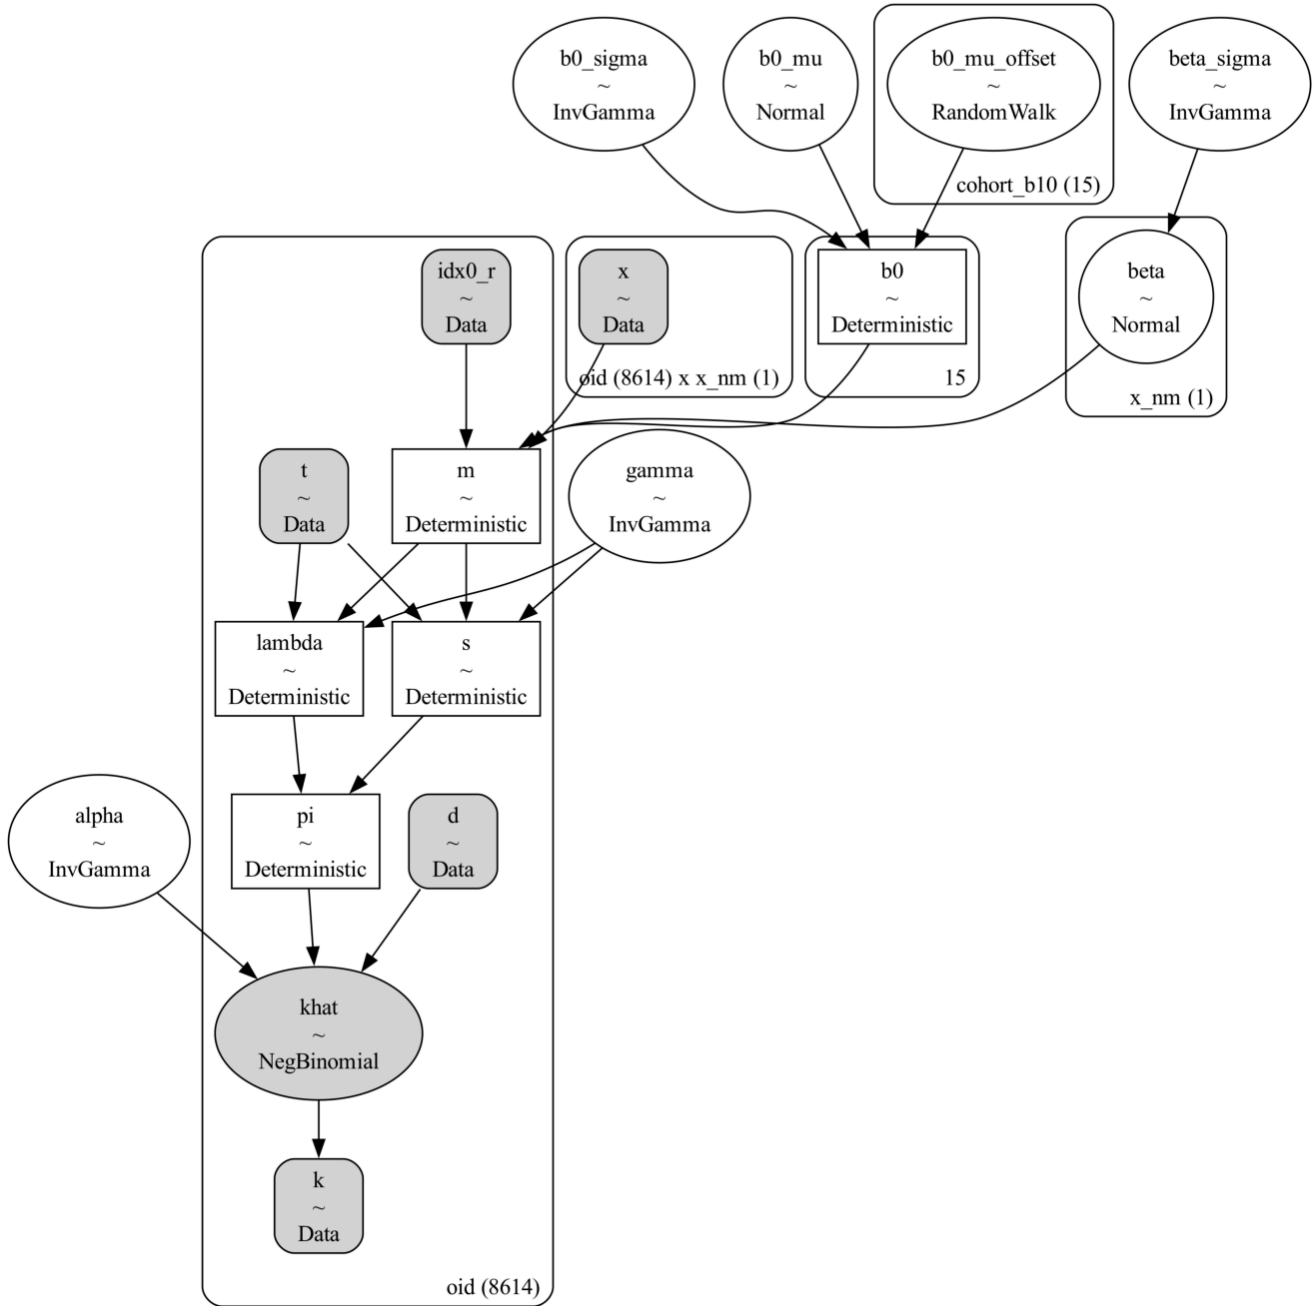 b0_sigma
~
InvGamma
b0_mu
~
Normal
b0_mu_offset
~
RandomWalk
cohort_b10 (15)
beta_sigma
~
InvGamma
idx0_r
~
Data
x
~
Data
oid (8614) x x_nm (1)
b0
~
Deterministic
15
beta
~
Normal
x_nm (1)
t
~
Data
m
~
Deterministic
gamma
~
InvGamma
lambda
~
Deterministic
s
~
Deterministic
alpha
~
InvGamma
pi
~
Deterministic
d
~
Data
khat
~
NegBinomial
k
~
Data
oid (8614)